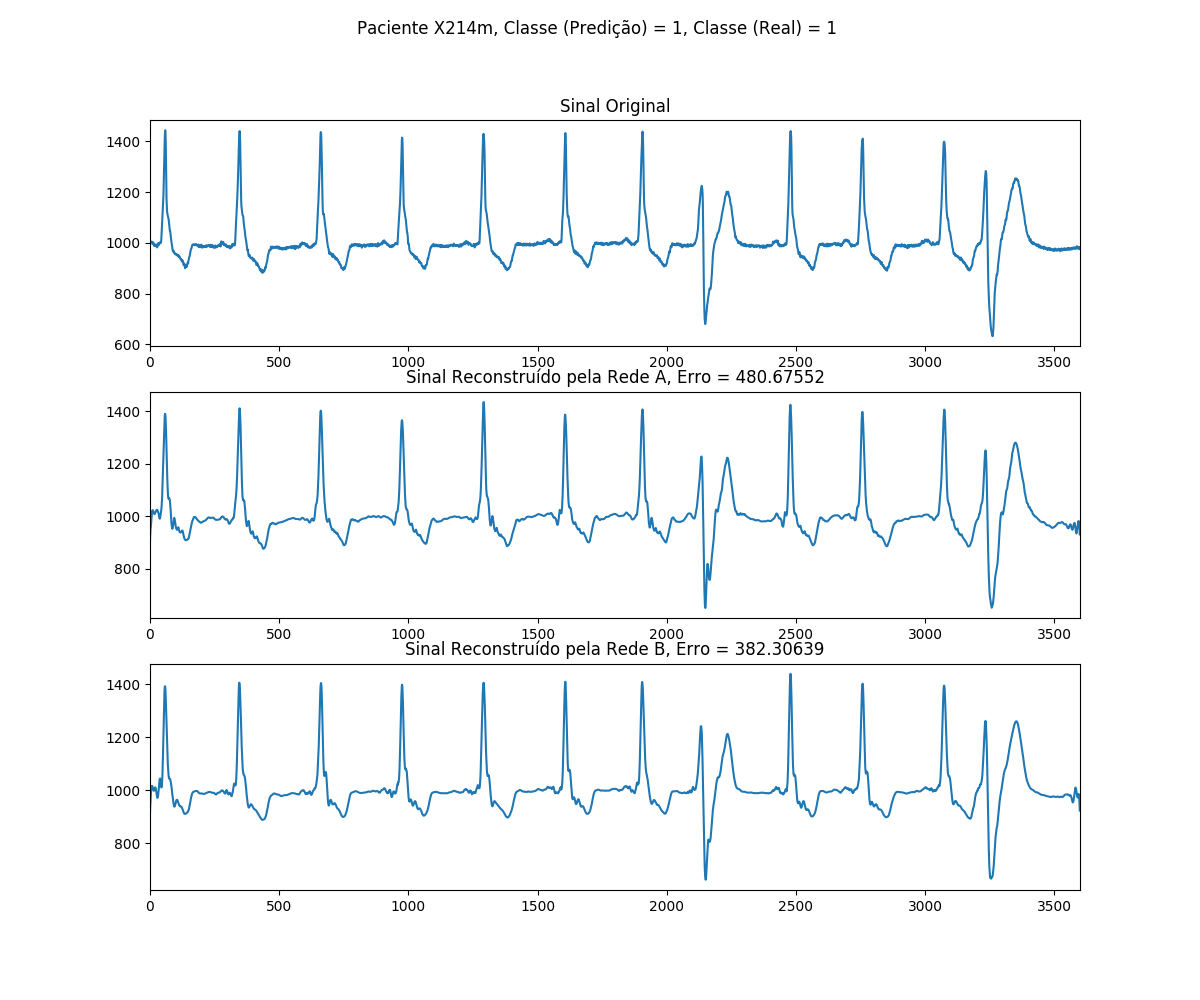 Paciente X214m, Classe (Predição) = 1, Classe (Real) = 1
Sinal Original
1400
1200
1000
800
600
0 500 1000 1500 2000 2500 3000 3500
Sinal Reconstruído pela Rede A, Erro = 480.67552
1400
1200
1000
800
0 500 1000 1500 2000 2500 3000 3500
Sinal Reconstruído pela Rede B, Erro = 382.30639
1400
1200
1000
800
0 500 1000 1500 2000 2500 3000 3500